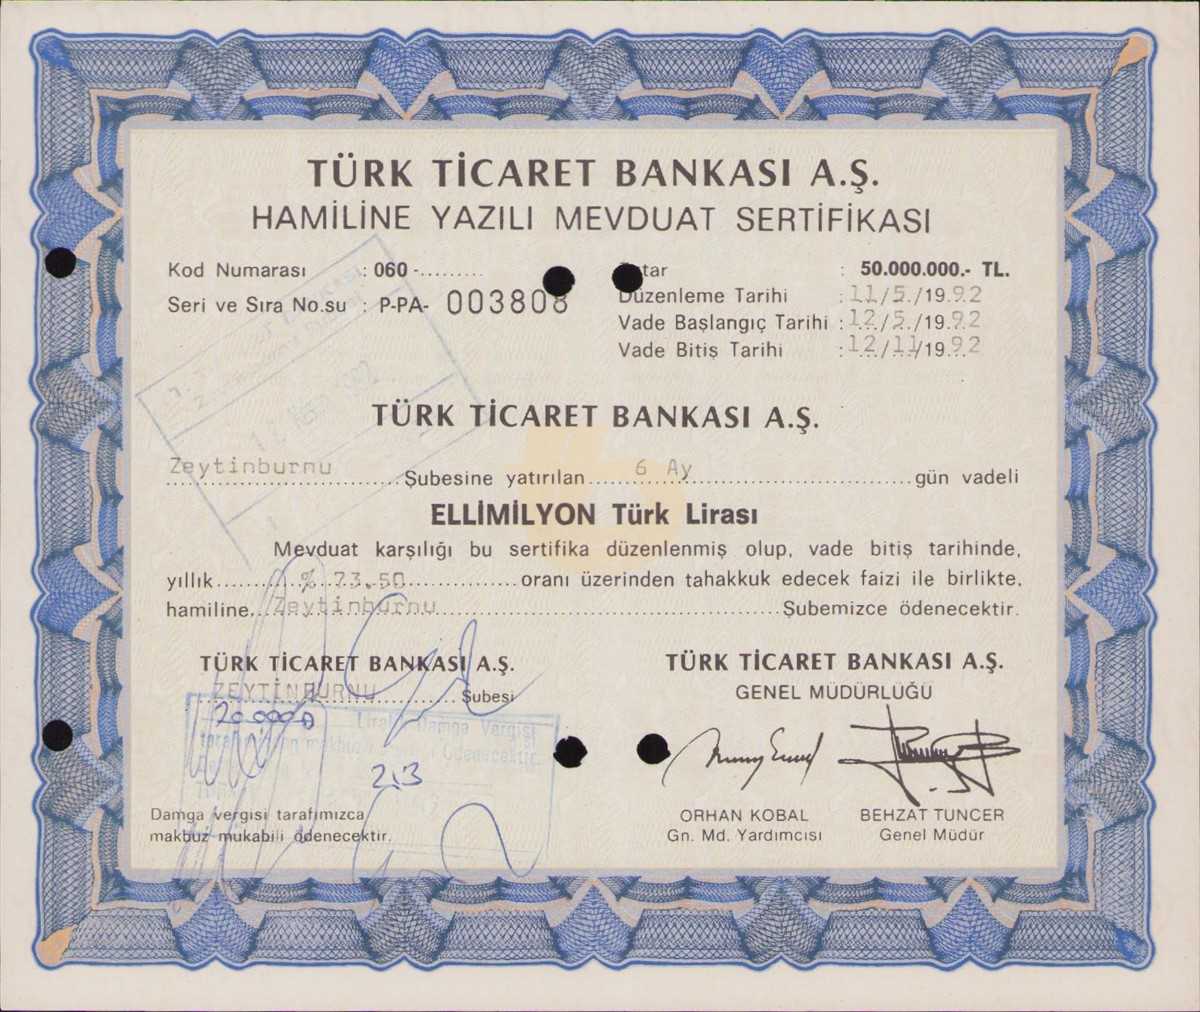 TÜRK TİCARET BANKASI A.Ş.
HAMİLİNE YAZILI MEVDUAT SERTİFİKASI
Kod Numarası : 060 -..........
Seri ve Sıra No.su : P-PA- 003808
: 50.000.000.- TL.
Düzenleme Tarihi : 11/5./1992
Vade Başlangıç Tarihi : 12/5./1992
Vade Bitiş Tarihi : 12/11/1992
TÜRK TİCARET BANKASI A.Ş.
Zeytinburnu Şubesine yatırılan 6 Ay gün vadeli
ELLİMİLYON Türk Lirası
Mevduat karşılığı bu sertifika düzenlenmiş olup, vade bitiş tarihinde,
yıllık % 73.50 oranı üzerinden tahakkuk edecek faizi ile birlikte,
hamiline Zeytinburnu Şubemizce ödenecektir.
TÜRK TİCARET BANKASI A.Ş.
ZEYTİNBURNU Şubesi
20.000
Liralık Damga Vergisi
Ödenecektir.
213
Damga vergisi tarafımızca
makbuz mukabili ödenecektir.
TÜRK TİCARET BANKASI A.Ş.
GENEL MÜDÜRLÜĞÜ
ORHAN KOBAL
Gn. Md. Yardımcısı
BEHZAT TUNCER
Genel Müdür